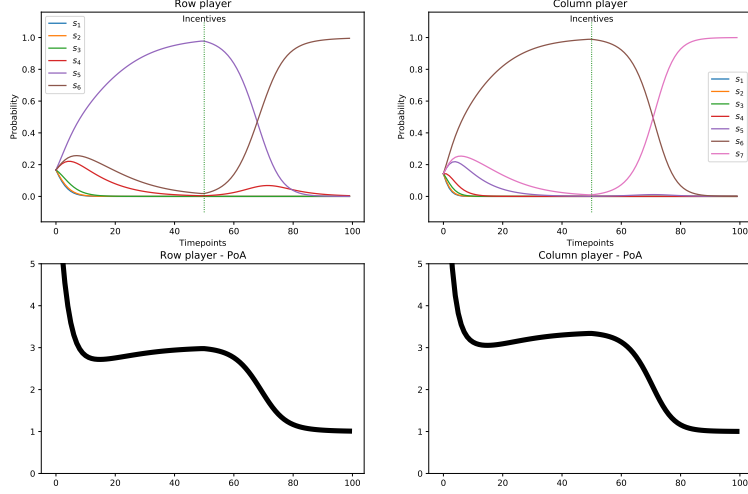 Row player
Incentives
Probability
1.0
0.8
0.6
0.4
0.2
0.0
s1
s2
s3
s4
s5
s6
0 20 40 60 80 100
Timepoints
Column player
Incentives
Probability
1.0
0.8
0.6
0.4
0.2
0.0
s1
s2
s3
s4
s5
s6
s7
0 20 40 60 80 100
Timepoints
Row player - PoA
5
4
3
2
1
0
0 20 40 60 80 100
Column player - PoA
5
4
3
2
1
0
0 20 40 60 80 100